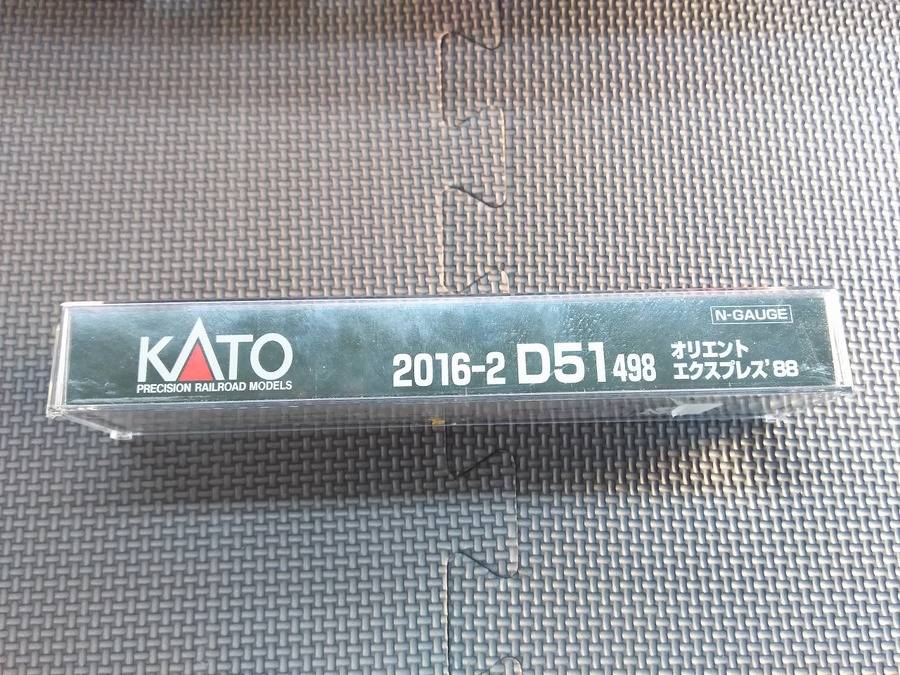 KATO
PRECISION RAILROAD MODELS
2016-2 D51 498
オリエント
エクスプレス'88
N-GAUGE